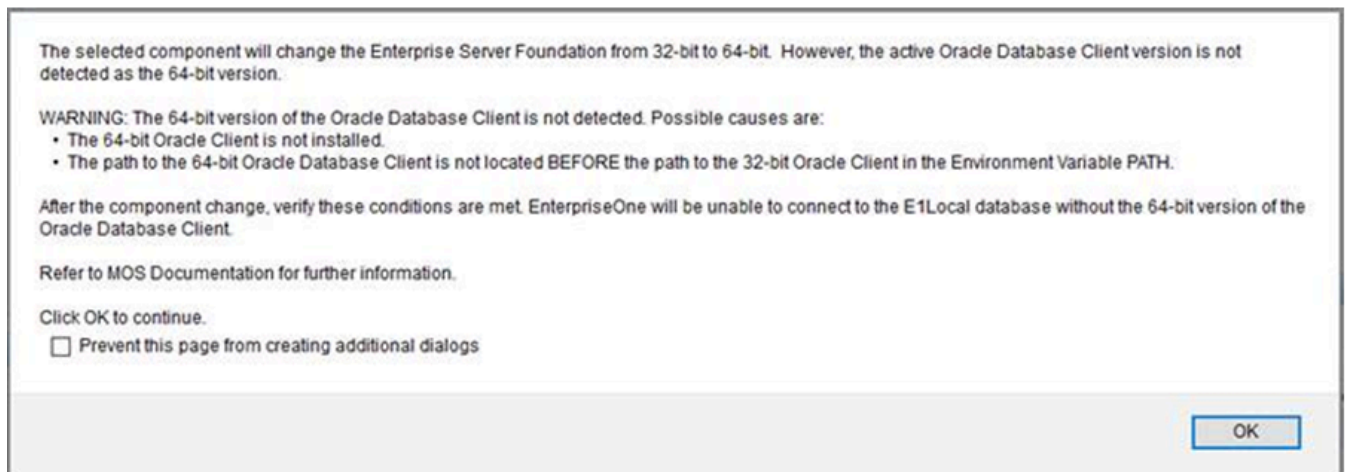 The selected component will change the Enterprise Server Foundation from 32-bit to 64-bit.  However, the active Oracle Database Client version is not
detected as the 64-bit version.
WARNING: The 64-bit version of the Oracle Database Client is not detected. Possible causes are:
• The 64-bit Oracle Client is not installed.
• The path to the 64-bit Oracle Database Client is not located BEFORE the path to the 32-bit Oracle Client in the Environment Variable PATH.
After the component change, verify these conditions are met. EnterpriseOne will be unable to connect to the E1Local database without the 64-bit version of the
Oracle Database Client.
Refer to MOS Documentation for further information.
Click OK to continue.
Prevent this page from creating additional dialogs
OK